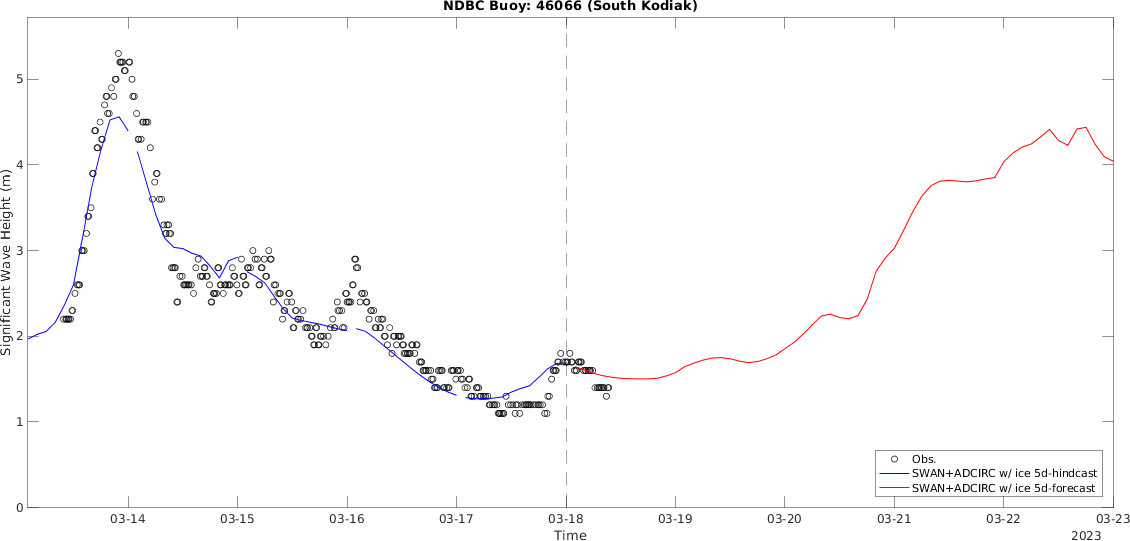 NDBC Buoy: 46066 (South Kodiak)
Significant Wave Height (m)
5
4
3
2
1
0
Obs.
SWAN+ADCIRC w/ ice 5d-hindcast
SWAN+ADCIRC w/ ice 5d-forecast
03-14 03-15 03-16 03-17 03-18 03-19 03-20 03-21 03-22 03-23
Time
2023